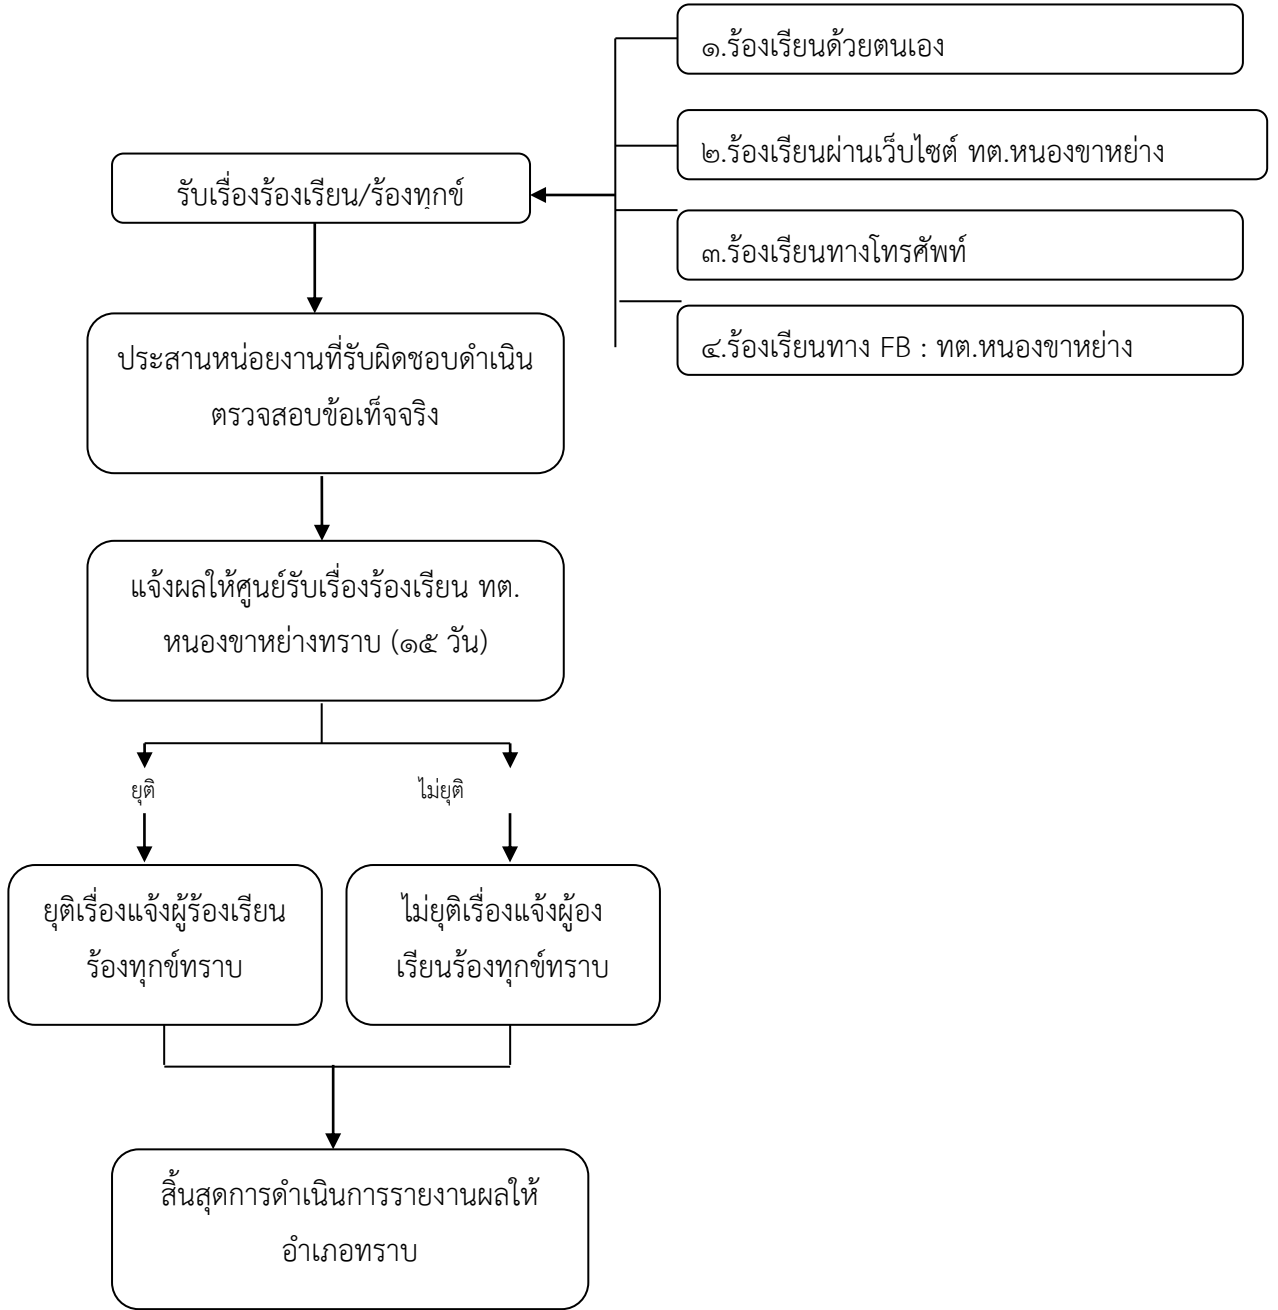 ๑.ร้องเรียนด้วยตนเอง
๒.ร้องเรียนผ่านเว็บไซต์ ทต.หนองขาหย่าง
รับเรื่องร้องเรียน/ร้องทุกข์
๓.ร้องเรียนทางโทรศัพท์
๔.ร้องเรียนทาง FB : ทต.หนองขาหย่าง
ประสานหน่อยงานที่รับผิดชอบดำเนิน
ตรวจสอบข้อเท็จจริง
แจ้งผลให้ศูนย์รับเรื่องร้องเรียน ทต.
หนองขาหย่างทราบ (๑๕ วัน)
ยุติ
ไม่ยุติ
ยุติเรื่องแจ้งผู้ร้องเรียน
ร้องทุกข์ทราบ
ไม่ยุติเรื่องแจ้งผู้อง
เรียนร้องทุกข์ทราบ
สิ้นสุดการดำเนินการรายงานผลให้
อำเภอทราบ